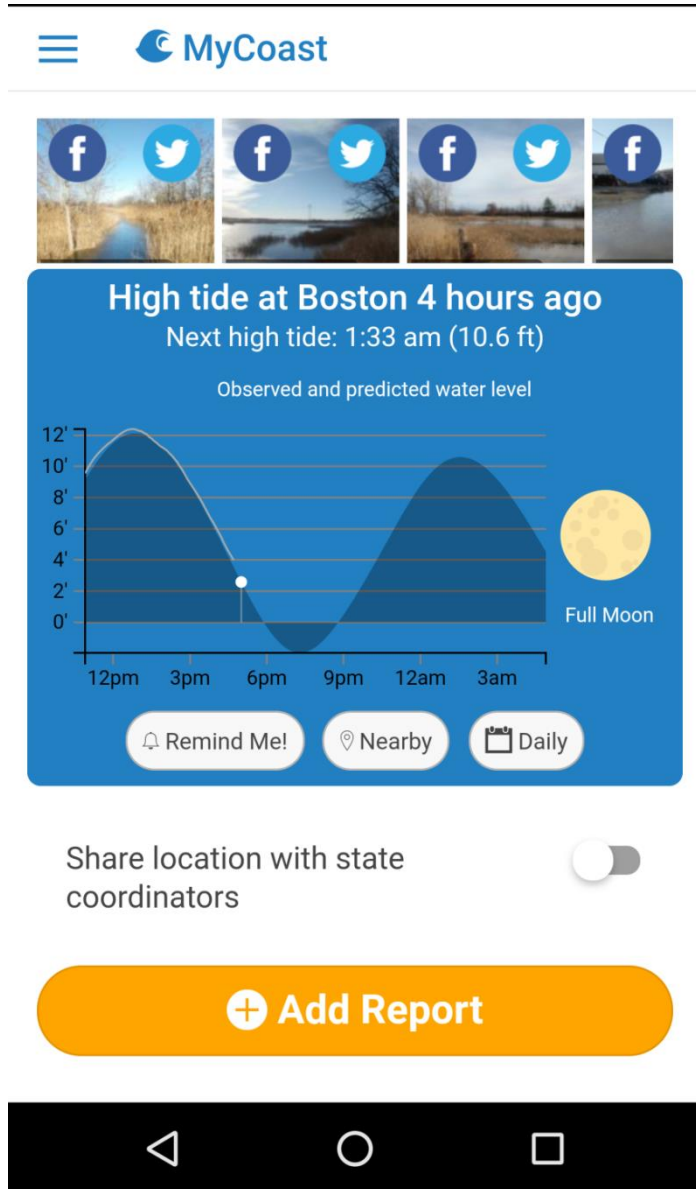 MyCoast
f f f f
High tide at Boston 4 hours ago
Next high tide: 1:33 am (10.6 ft)
Observed and predicted water level
12'
10'
8'
6'
4'
2'
0'
Full Moon
12pm 3pm 6pm 9pm 12am 3am
Remind Me! Nearby Daily
Share location with state
coordinators
Add Report